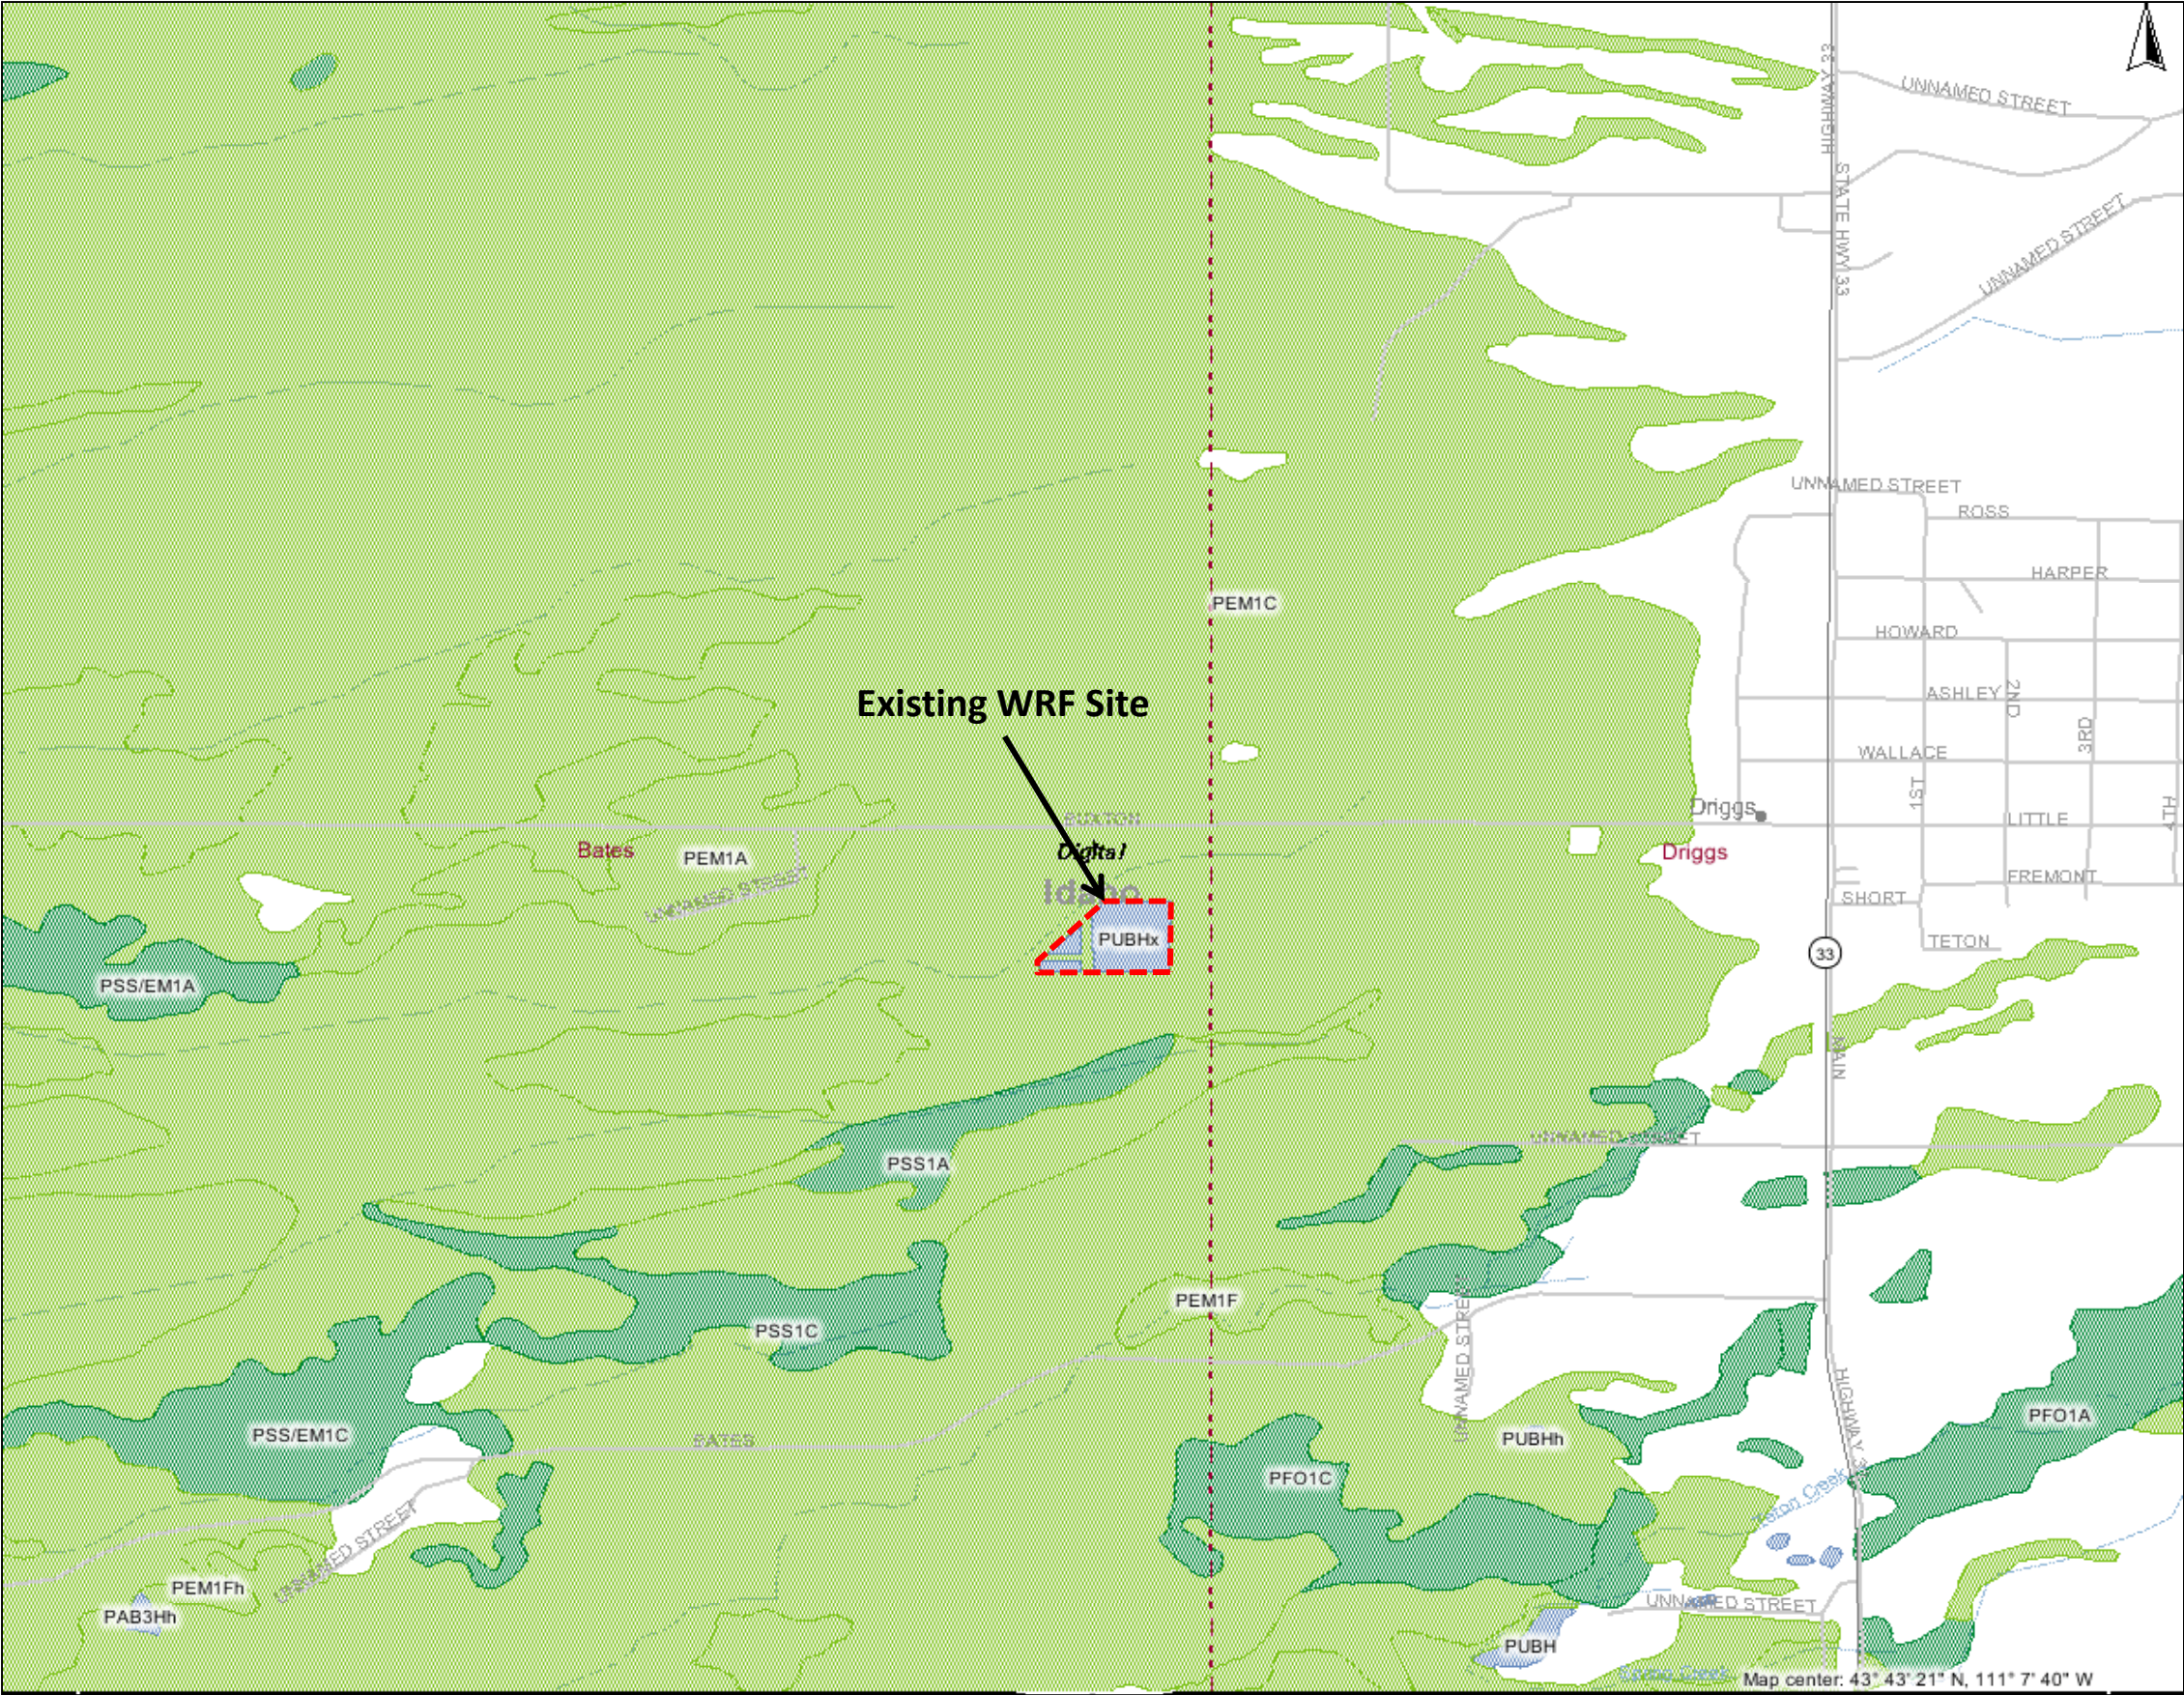 HIGHWAY 33
UNNAMED STREET
STATE HWY 33
UNNAMED STREET
UNNAMED STREET
ROSS
HARPER
PEM1C
HOWARD
ASHLEY
2ND
Existing WRF Site
3RD
WALLACE
1ST
4TH
Driggs
BUXTON
LITTLE
Bates
PEM1A
Digital
Driggs
UNNAMED STREET
Idaho
FREMONT
SHORT
PUBHx
TETON
33
PSS/EM1A
MAIN
UNNAMED STREET
PSS1A
PEM1F
PSS1C
UNNAMED STREET
HIGHWAY 33
PFO1A
PSS/EM1C
BATES
PUBHh
PFO1C
Teton Creek
UNNAMED STREET
PEM1Fh
PAB3Hh
UNNAMED STREET
PUBH
Map center: 43° 43' 21" N, 111° 7' 40" W